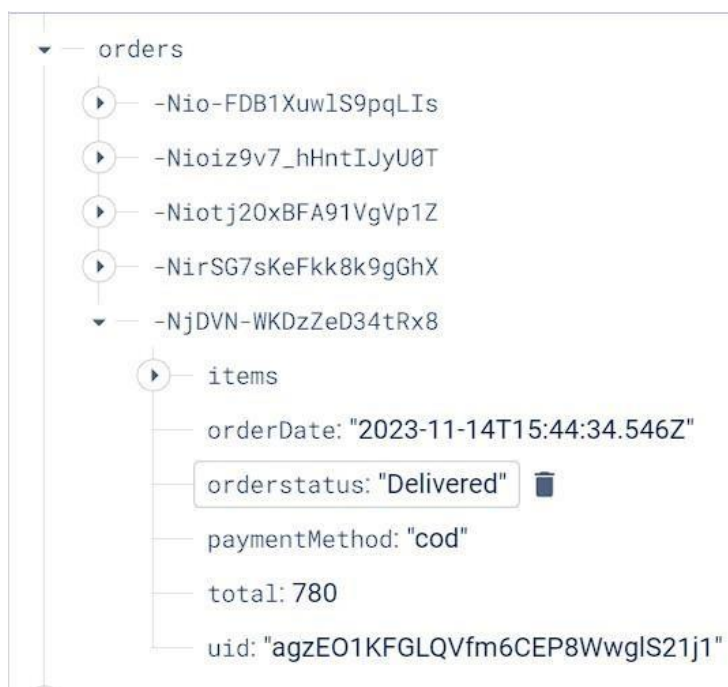 orders
-Nio-FDB1XuwlS9pqLIs
-Nioiz9v7_hHntIJyU0T
-Niotj2OxBFA91VgVp1Z
-NirSG7sKeFkk8k9gGhX
-NjDVN-WKDzZeD34tRx8
items
orderDate: "2023-11-14T15:44:34.546Z"
orderstatus: "Delivered"
paymentMethod: "cod"
total: 780
uid: "agzEO1KFGLQVfm6CEP8WwglS21j1"